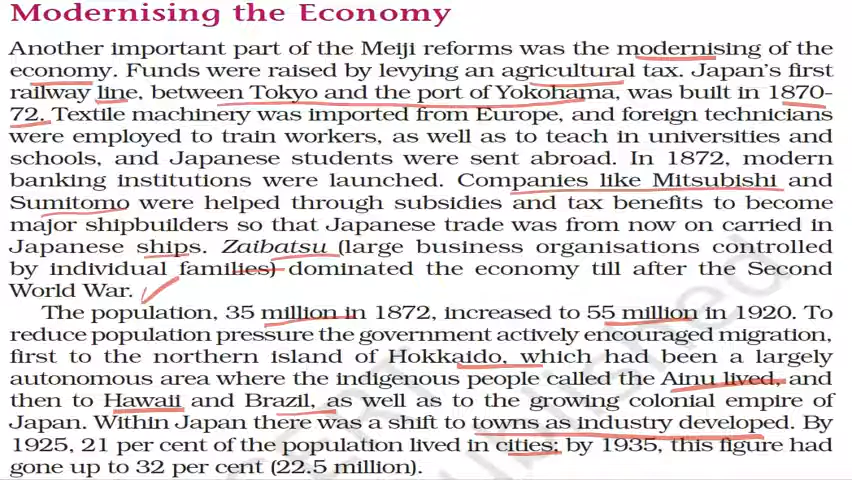 Modernising the Economy
Another important part of the Meiji reforms was the modernising of the
economy. Funds were raised by levying an agricultural tax. Japan's first
railway line, between Tokyo and the port of Yokohama, was built in 1870-
72. Textile machinery was imported from Europe, and foreign technicians
were employed to train workers, as well as to teach in universities and
schools, and Japanese students were sent abroad. In 1872, modern
banking institutions were launched. Companies like Mitsubishi and
Sumitomo were helped through subsidies and tax benefits to become
major shipbuilders so that Japanese trade was from now on carried in
Japanese ships. Zaibatsu (large business organisations controlled
by individual families) dominated the economy till after the Second
World War.
The population, 35 million in 1872, increased to 55 million in 1920. To
reduce population pressure the government actively encouraged migration,
first to the northern island of Hokkaido, which had been a largely
autonomous area where the indigenous people called the Ainu lived, and
then to Hawaii and Brazil, as well as to the growing colonial empire of
Japan. Within Japan there was a shift to towns as industry developed. By
1925, 21 per cent of the population lived in cities; by 1935, this figure had
gone up to 32 per cent (22.5 million).